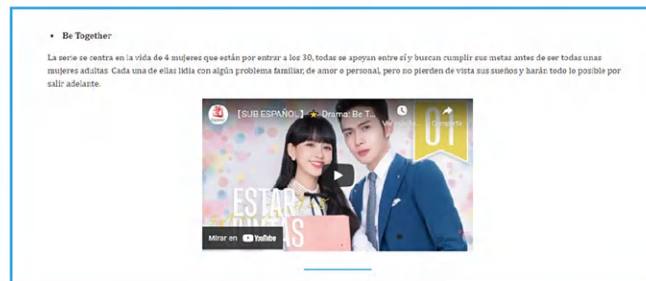 • Be Together
La serie se centra en la vida de 4 mujeres que están por entrar a los 30, todas se apoyan entre sí y buscan cumplir sus metas antes de ser todas unas
mujeres adultas. Cada una de ellas lidia con algún problema familiar, de amor o personal, pero no pierden de vista sus sueños y harán todo lo posible por
salir adelante.
[SUB ESPAÑOL] ★ Drama: Be T...
Compartir
01
ESTAR
Mirar en YouTube